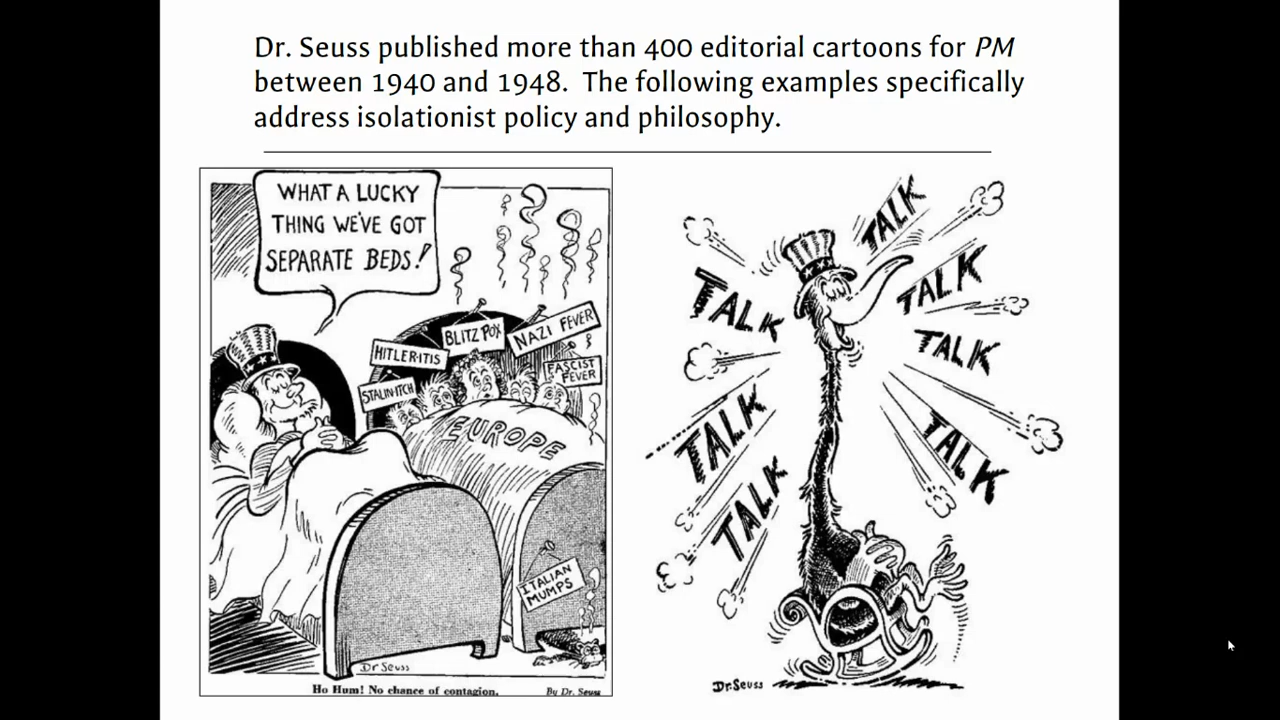 Dr. Seuss published more than 400 editorial cartoons for PM
between 1940 and 1948.  The following examples specifically
address isolationist policy and philosophy.
WHAT A LUCKY
THING WE'VE GOT
SEPARATE BEDS!
HITLER-ITIS
BLITZ POX
NAZI FEVER
STALIN-ITCH
FASCIST
FEVER
EUROPE
ITALIAN
MUMPS
Dr Seuss
Ho Hum! No chance of contagion.
By Dr. Seuss
TALK
TALK
TALK
TALK
TALK
TALK
TALK
Dr. Seuss